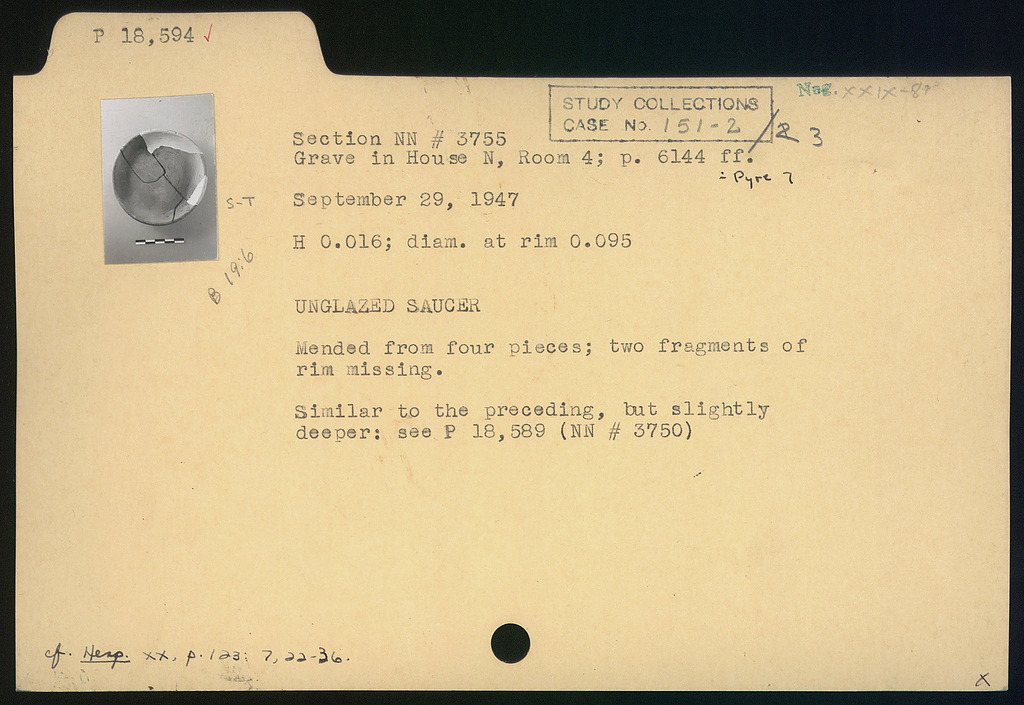 P 18,594 ✓
Neg. XXIX-87
STUDY COLLECTIONS
CASE No. 151-2/2 3
Section NN # 3755
Grave in House N, Room 4; p. 6144 ff.
= Pyre 7
S-T
September 29, 1947
H 0.016; diam. at rim 0.095
B 19:6
UNGLAZED SAUCER
Mended from four pieces; two fragments of
rim missing.
Similar to the preceding, but slightly
deeper: see P 18,589 (NN # 3750)
cf. Hesp. XX, p. 123: 7, 22-36.
X